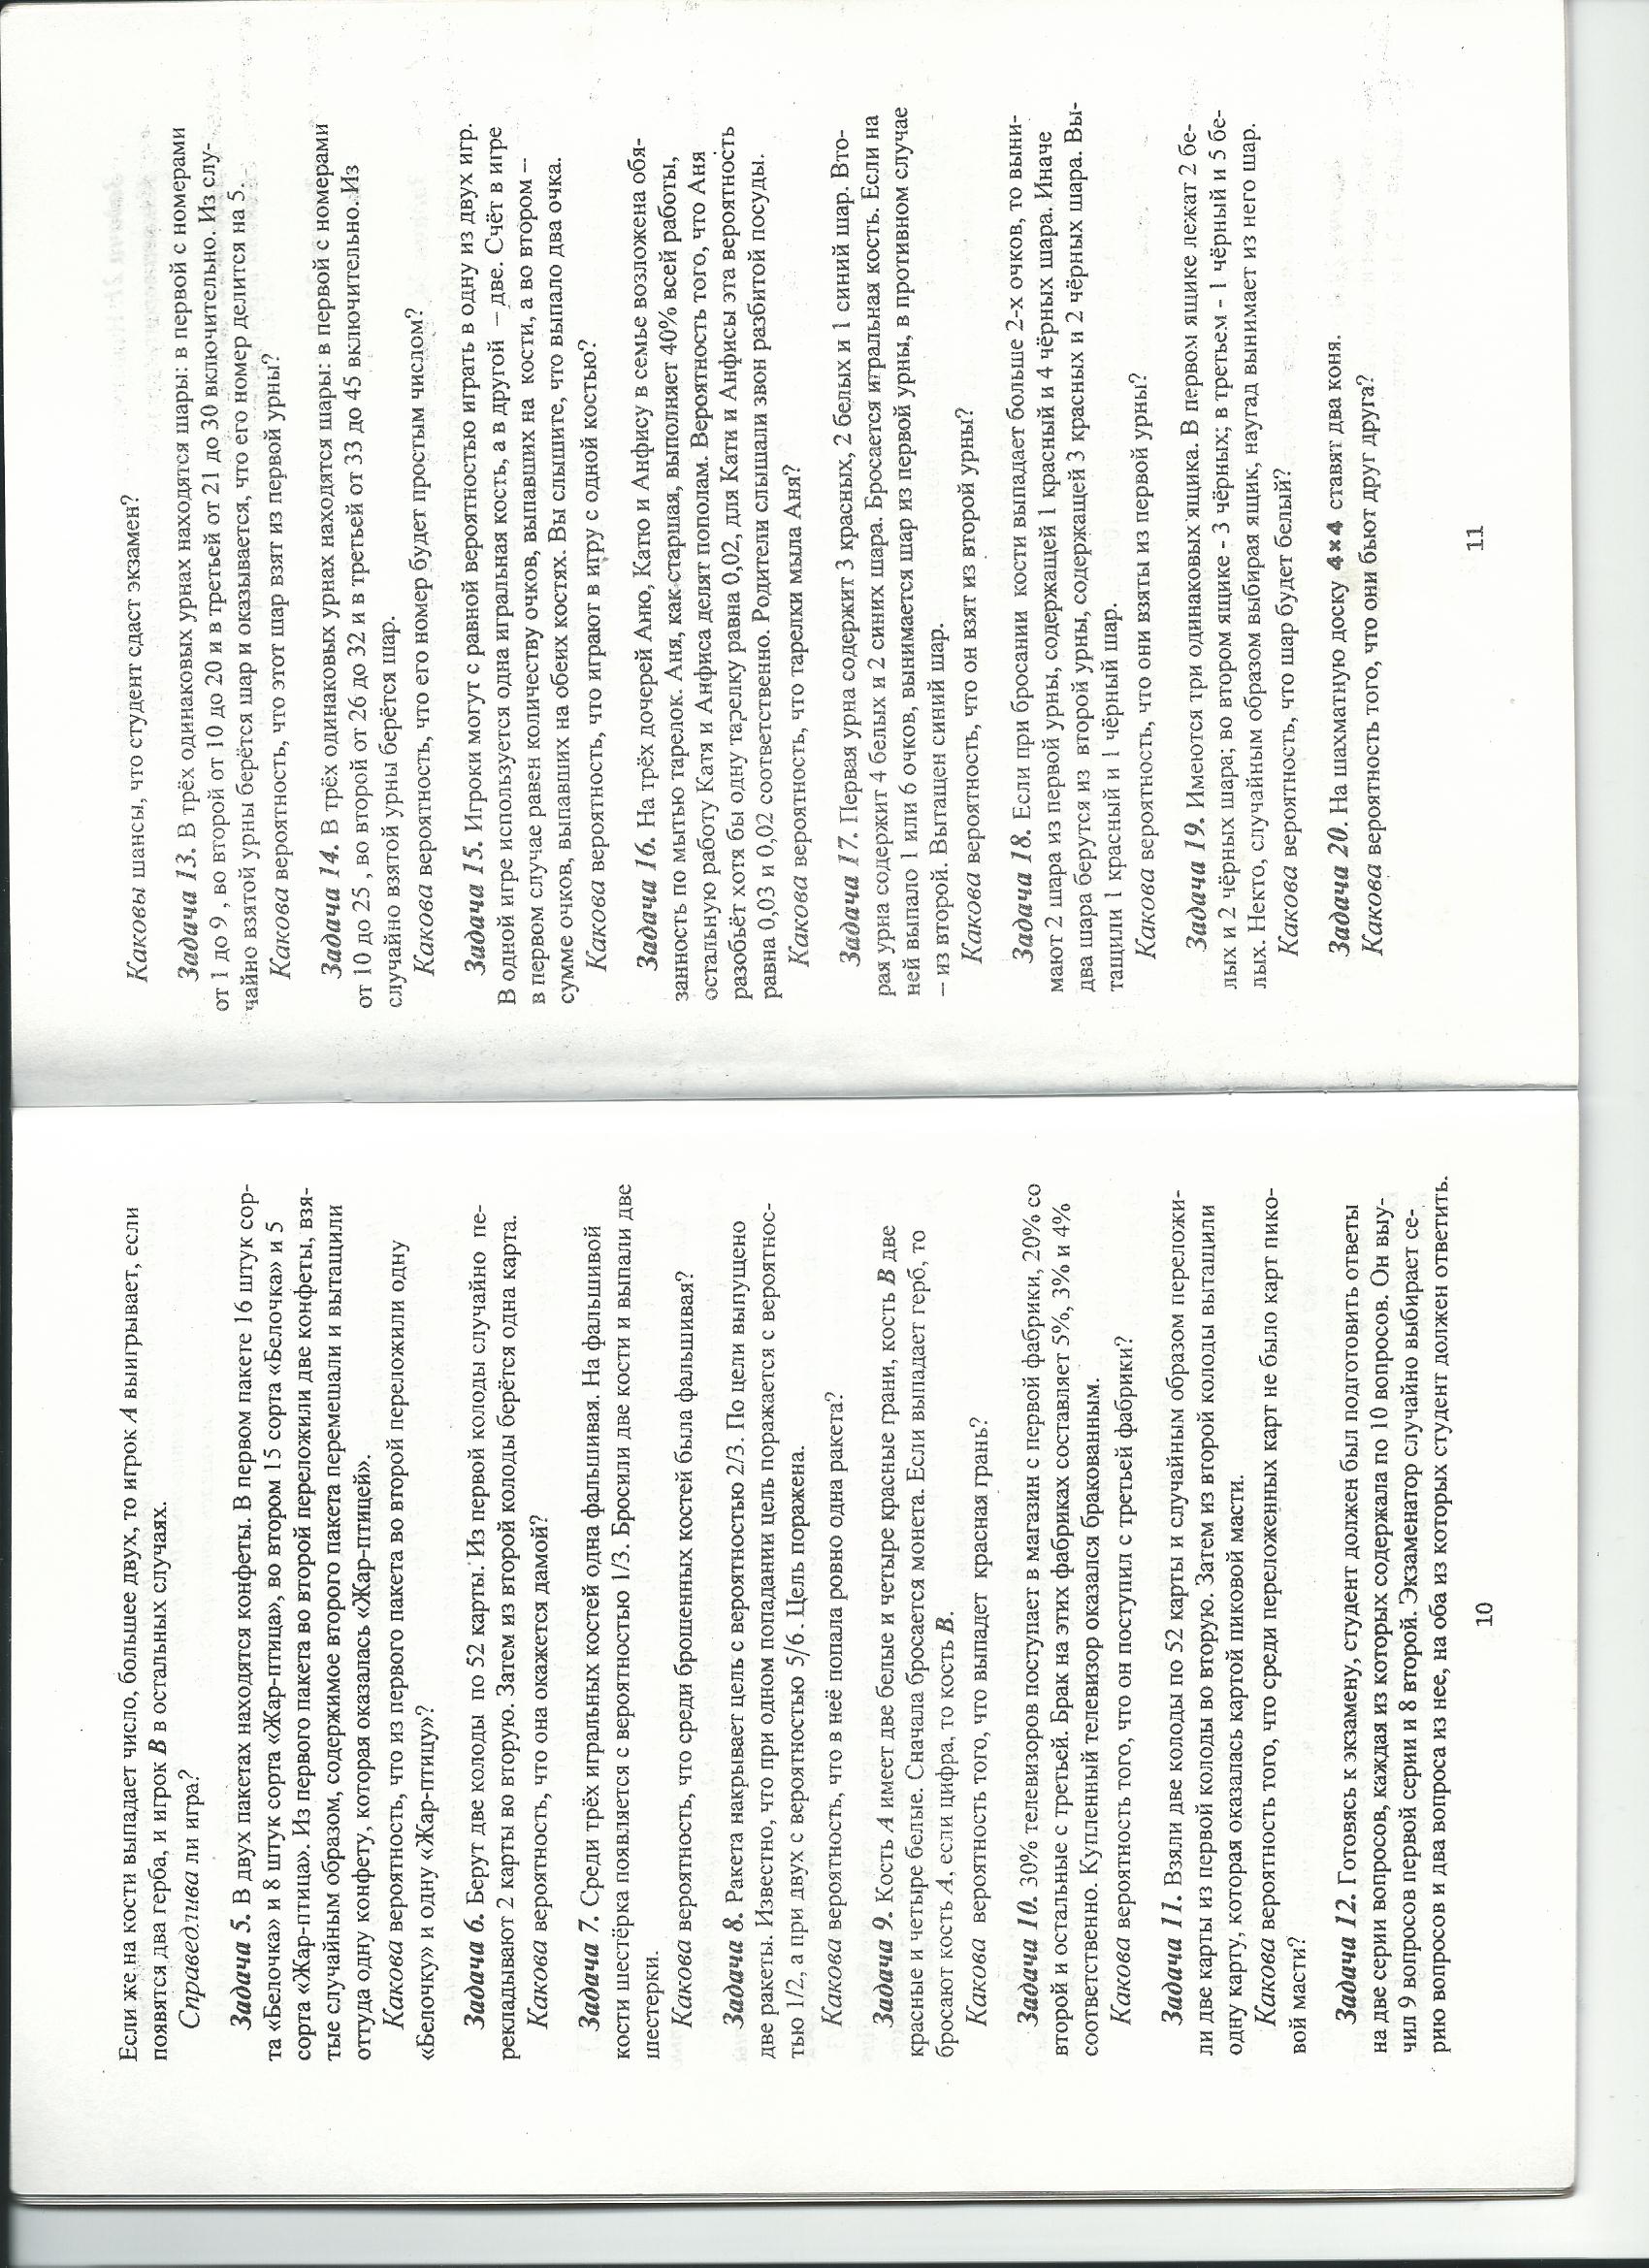 Если же на кости выпадает число, большее двух, то игрок A выигрывает, если
появятся два герба, и игрок B в остальных случаях.
Справедлива ли игра?
Задача 5. В двух пакетах находятся конфеты. В первом пакете 16 штук сор-
та «Белочка» и 8 штук сорта «Жар-птица», во втором 15 сорта «Белочка» и 5
сорта «Жар-птица». Из первого пакета во второй переложили две конфеты, взя-
тые случайным образом, содержимое второго пакета перемешали и вытащили
оттуда одну конфету, которая оказалась «Жар-птицей».
Какова вероятность, что из первого пакета во второй переложили одну
«Белочку» и одну «Жар-птицу»?
Задача 6. Берут две колоды по 52 карты. Из первой колоды случайно пе-
рекладывают 2 карты во вторую. Затем из второй колоды берётся одна карта.
Какова вероятность, что она окажется дамой?
Задача 7. Среди трёх игральных костей одна фальшивая. На фальшивой
кости шестёрка появляется с вероятностью 1/3. Бросили две кости и выпали две
шестерки.
Какова вероятность, что среди брошенных костей была фальшивая?
Задача 8. Ракета накрывает цель с вероятностью 2/3. По цели выпущено
две ракеты. Известно, что при одном попадании цель поражается с вероятнос-
тью 1/2, а при двух с вероятностью 5/6. Цель поражена.
Какова вероятность, что в неё попала ровно одна ракета?
Задача 9. Кость A имеет две белые и четыре красные грани, кость B две
красные и четыре белые. Сначала бросается монета. Если выпадает герб, то
бросают кость A, если цифра, то кость B.
Какова вероятность того, что выпадет красная грань?
Задача 10. 30% телевизоров поступает в магазин с первой фабрики, 20% со
второй и остальные с третьей. Брак на этих фабриках составляет 5%, 3% и 4%
соответственно. Купленный телевизор оказался бракованным.
Какова вероятность того, что он поступил с третьей фабрики?
Задача 11. Взяли две колоды по 52 карты и случайным образом переложи-
ли две карты из первой колоды во вторую. Затем из второй колоды вытащили
одну карту, которая оказалась картой пиковой масти.
Какова вероятность того, что среди переложенных карт не было карт пико-
вой масти?
Задача 12. Готовясь к экзамену, студент должен был подготовить ответы
на две серии вопросов, каждая из которых содержала по 10 вопросов. Он выу-
чил 9 вопросов первой серии и 8 второй. Экзаменатор случайно выбирает се-
рию вопросов и два вопроса из нее, на оба из которых студент должен ответить.
10
Каковы шансы, что студент сдаст экзамен?
Задача 13. В трёх одинаковых урнах находятся шары: в первой с номерами
от 1 до 9 , во второй от 10 до 20 и в третьей от 21 до 30 включительно. Из слу-
чайно взятой урны берётся шар и оказывается, что его номер делится на 5.
Какова вероятность, что этот шар взят из первой урны?
Задача 14. В трёх одинаковых урнах находятся шары: в первой с номерами
от 10 до 25 , во второй от 26 до 32 и в третьей от 33 до 45 включительно. Из
случайно взятой урны берётся шар.
Какова вероятность, что его номер будет простым числом?
Задача 15. Игроки могут с равной вероятностью играть в одну из двух игр.
В одной игре используется одна игральная кость, а в другой – две. Счёт в игре
в первом случае равен количеству очков, выпавших на кости, а во втором –
сумме очков, выпавших на обеих костях. Вы слышите, что выпало два очка.
Какова вероятность, что играют в игру с одной костью?
Задача 16. На трёх дочерей Аню, Катю и Анфису в семье возложена обя-
занность по мытью тарелок. Аня, как старшая, выполняет 40% всей работы,
остальную работу Катя и Анфиса делят пополам. Вероятность того, что Аня
разобьёт хотя бы одну тарелку равна 0,02, для Кати и Анфисы эта вероятность
равна 0,03 и 0,02 соответственно. Родители слышали звон разбитой посуды.
Какова вероятность, что тарелки мыла Аня?
Задача 17. Первая урна содержит 3 красных, 2 белых и 1 синий шар. Вто-
рая урна содержит 4 белых и 2 синих шара. Бросается игральная кость. Если на
ней выпало 1 или 6 очков, вынимается шар из первой урны, в противном случае
– из второй. Вытащен синий шар.
Какова вероятность, что он взят из второй урны?
Задача 18. Если при бросании кости выпадает больше 2-х очков, то выни-
мают 2 шара из первой урны, содержащей 1 красный и 4 чёрных шара. Иначе
два шара берутся из второй урны, содержащей 3 красных и 2 чёрных шара. Вы-
тащили 1 красный и 1 чёрный шар.
Какова вероятность, что они взяты из первой урны?
Задача 19. Имеются три одинаковых ящика. В первом ящике лежат 2 бе-
лых и 2 чёрных шара; во втором ящике - 3 чёрных; в третьем - 1 чёрный и 5 бе-
лых. Некто, случайным образом выбирая ящик, наугад вынимает из него шар.
Какова вероятность, что шар будет белый?
Задача 20. На шахматную доску 4×4 ставят два коня.
Какова вероятность того, что они бьют друг друга?
11